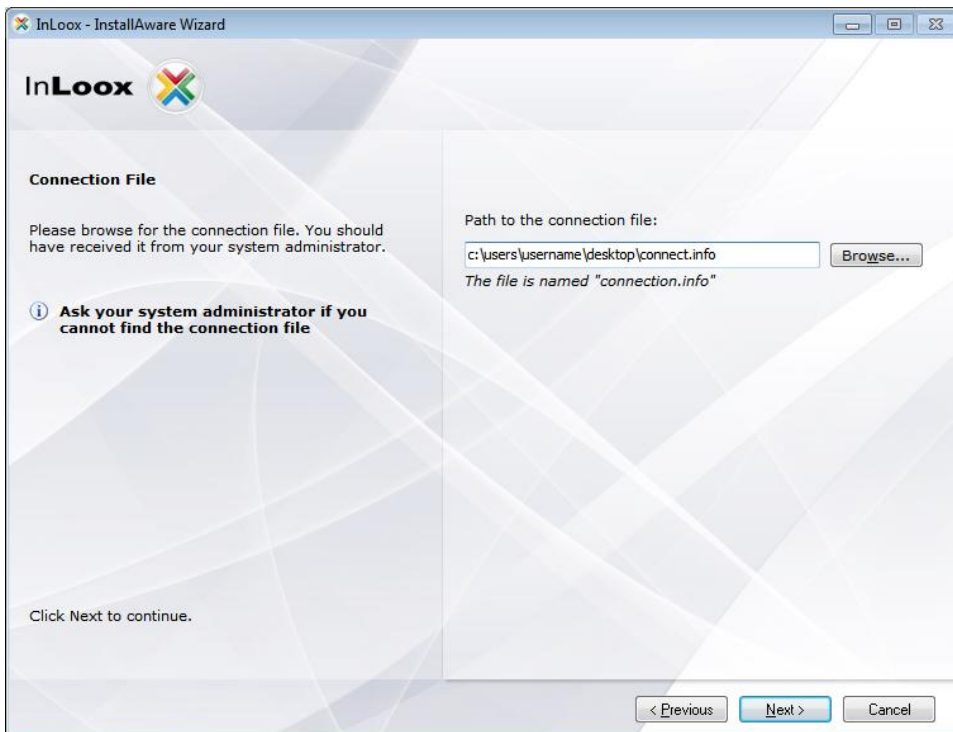 InLoox - InstallAware Wizard
InLoox
Connection File
Please browse for the connection file. You should
have received it from your system administrator.
Ask your system administrator if you
cannot find the connection file
Path to the connection file:
c:\users\username\desktop\connect.info
Browse...
The file is named "connection.info"
Click Next to continue.
< Previous
Next >
Cancel